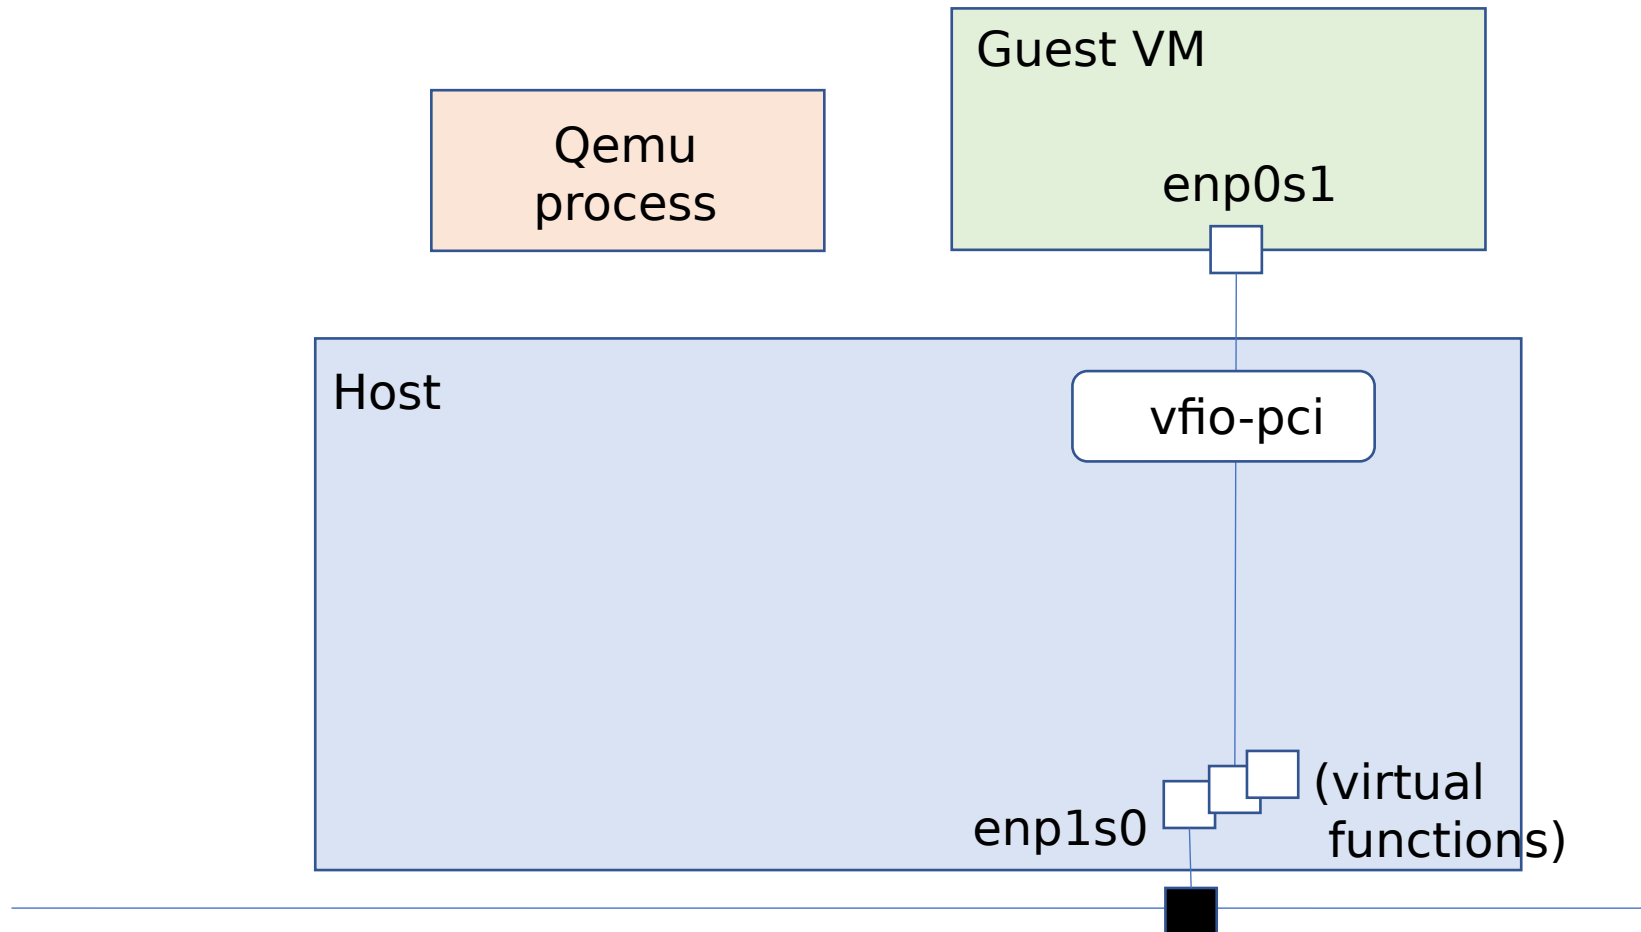 Guest VM
Qemu
process
enp0s1
Host
vfio-pci
(virtual
functions)
enp1s0